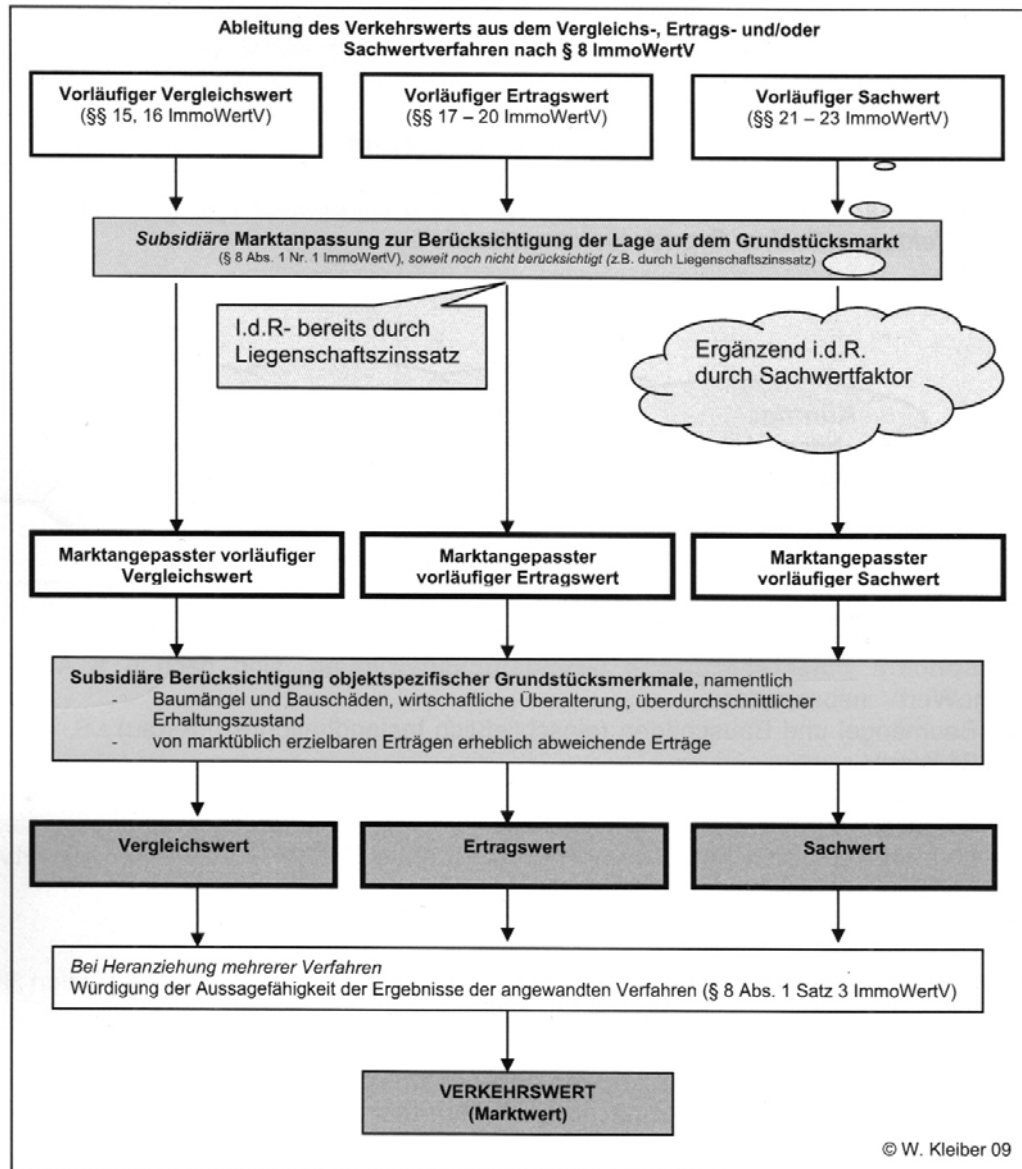 Ableitung des Verkehrswerts aus dem Vergleichs-, Ertrags- und/oder
Sachwertverfahren nach § 8 ImmoWertV
Vorläufiger Vergleichswert
(§§ 15, 16 ImmoWertV)
Vorläufiger Ertragswert
(§§ 17 – 20 ImmoWertV)
Vorläufiger Sachwert
(§§ 21 – 23 ImmoWertV)
Subsidiäre Marktanpassung zur Berücksichtigung der Lage auf dem Grundstücksmarkt
(§ 8 Abs. 1 Nr. 1 ImmoWertV), soweit noch nicht berücksichtigt (z.B. durch Liegenschaftszinssatz)
I.d.R- bereits durch
Liegenschaftszinssatz
Ergänzend i.d.R.
durch Sachwertfaktor
Marktangepasster vorläufiger
Vergleichswert
Marktangepasster
vorläufiger Ertragswert
Marktangepasster
vorläufiger Sachwert
Subsidiäre Berücksichtigung objektspezifischer Grundstücksmerkmale, namentlich
- Baumängel und Bauschäden, wirtschaftliche Überalterung, überdurchschnittlicher
Erhaltungszustand
- von marktüblich erzielbaren Erträgen erheblich abweichende Erträge
Vergleichswert
Ertragswert
Sachwert
Bei Heranziehung mehrerer Verfahren
Würdigung der Aussagefähigkeit der Ergebnisse der angewandten Verfahren (§ 8 Abs. 1 Satz 3 ImmoWertV)
VERKEHRSWERT
(Marktwert)
© W. Kleiber 09